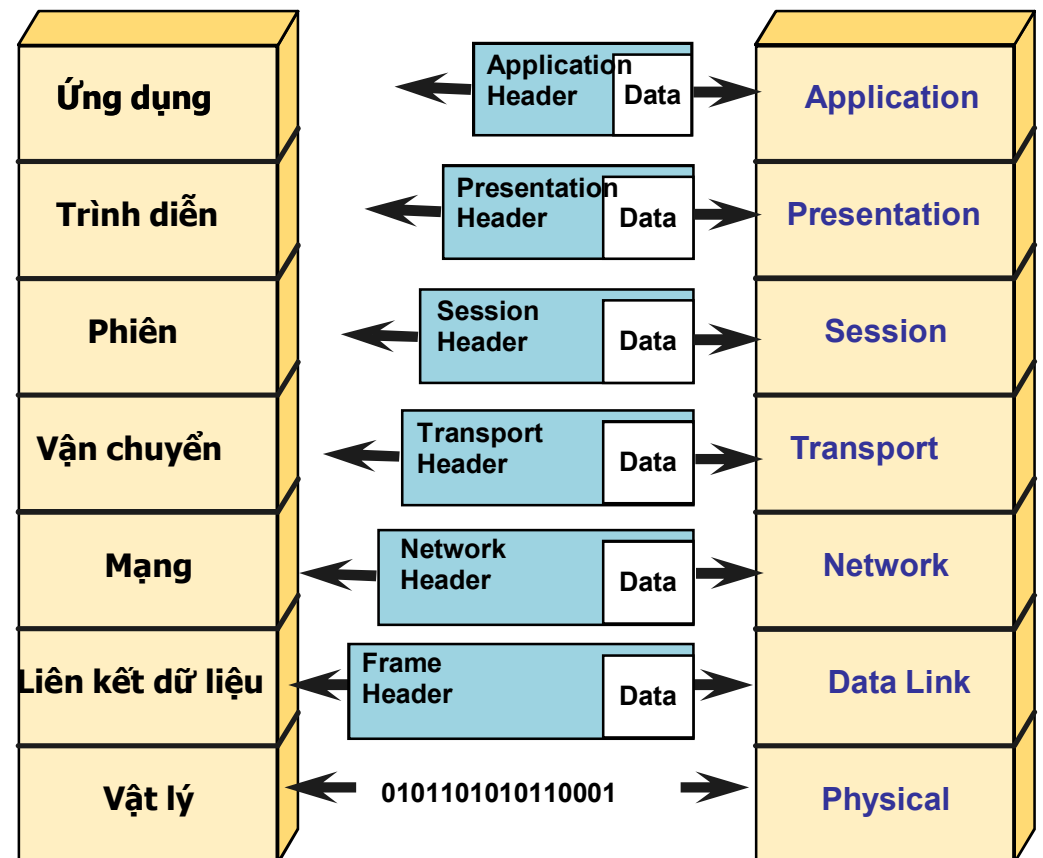 Ứng dụng
Application
Header
Data
Application
Trình diễn
Presentation
Header
Data
Presentation
Phiên
Session
Header
Data
Session
Vận chuyển
Transport
Header
Data
Transport
Mạng
Network
Header
Data
Network
Liên kết dữ liệu
Frame
Header
Data
Data Link
Vật lý
0101101010110001
Physical